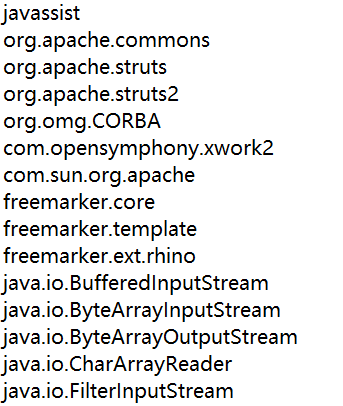 javassist
org.apache.commons
org.apache.struts
org.apache.struts2
org.omg.CORBA
com.opensymphony.xwork2
com.sun.org.apache
freemarker.core
freemarker.template
freemarker.ext.rhino
java.io.BufferedInputStream
java.io.ByteArrayInputStream
java.io.ByteArrayOutputStream
java.io.CharArrayReader
java.io.FilterInputStream